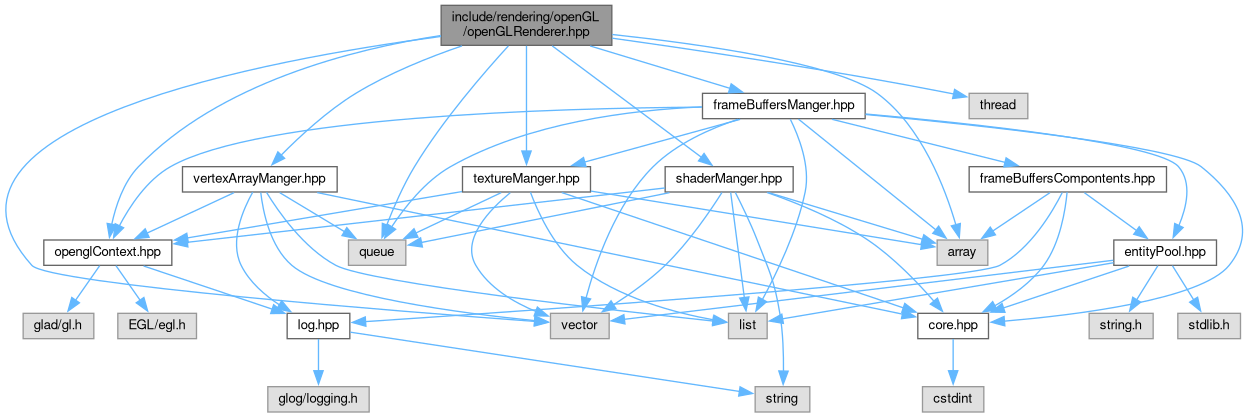 include/rendering/openGL
/openGLRenderer.hpp
frameBuffersManger.hpp
thread
vertexArrayManger.hpp
textureManger.hpp
shaderManger.hpp
frameBuffersCompontents.hpp
openglContext.hpp
queue
array
entityPool.hpp
glad/gl.h
EGL/egl.h
log.hpp
vector
list
core.hpp
string.h
stdlib.h
glog/logging.h
string
cstdint